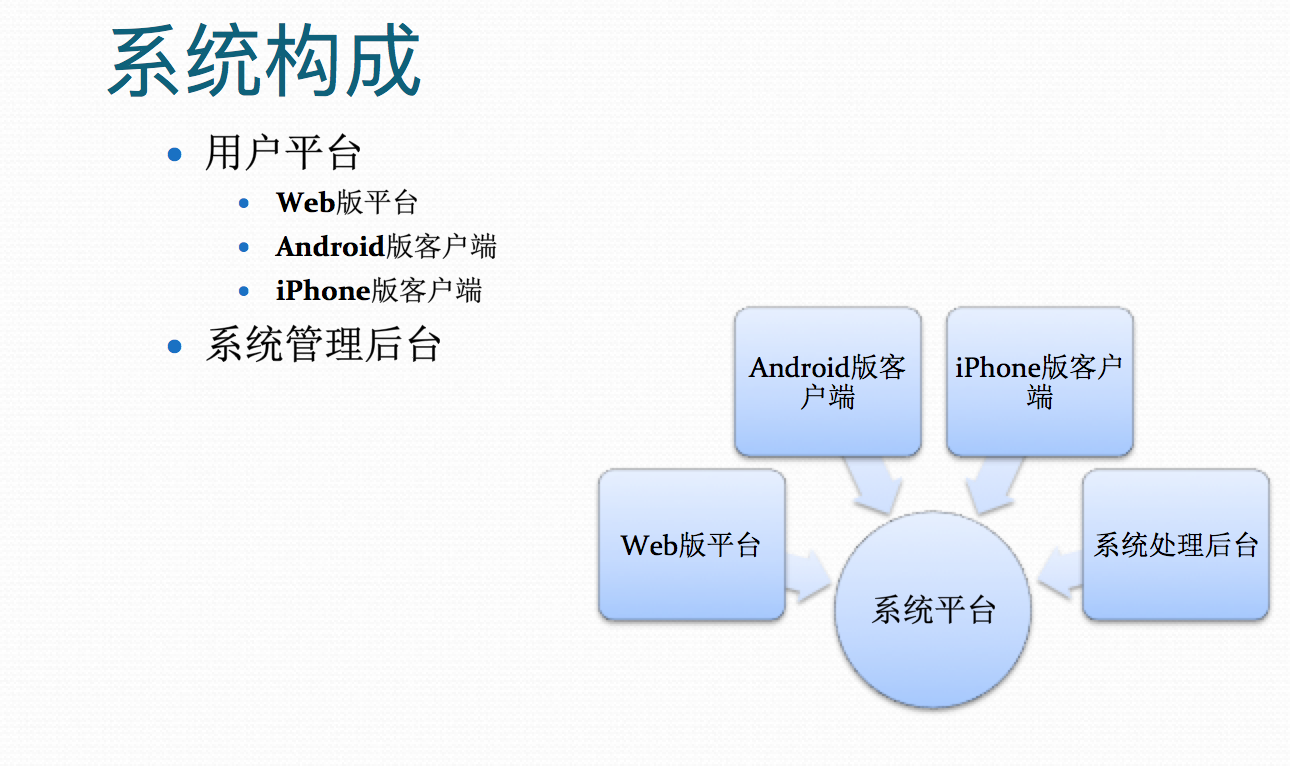 系统构成
用户平台
Web版平台
Android版客户端
iPhone版客户端
系统管理后台
Android版客
户端
iPhone版客户
端
Web版平台
系统处理后台
系统平台